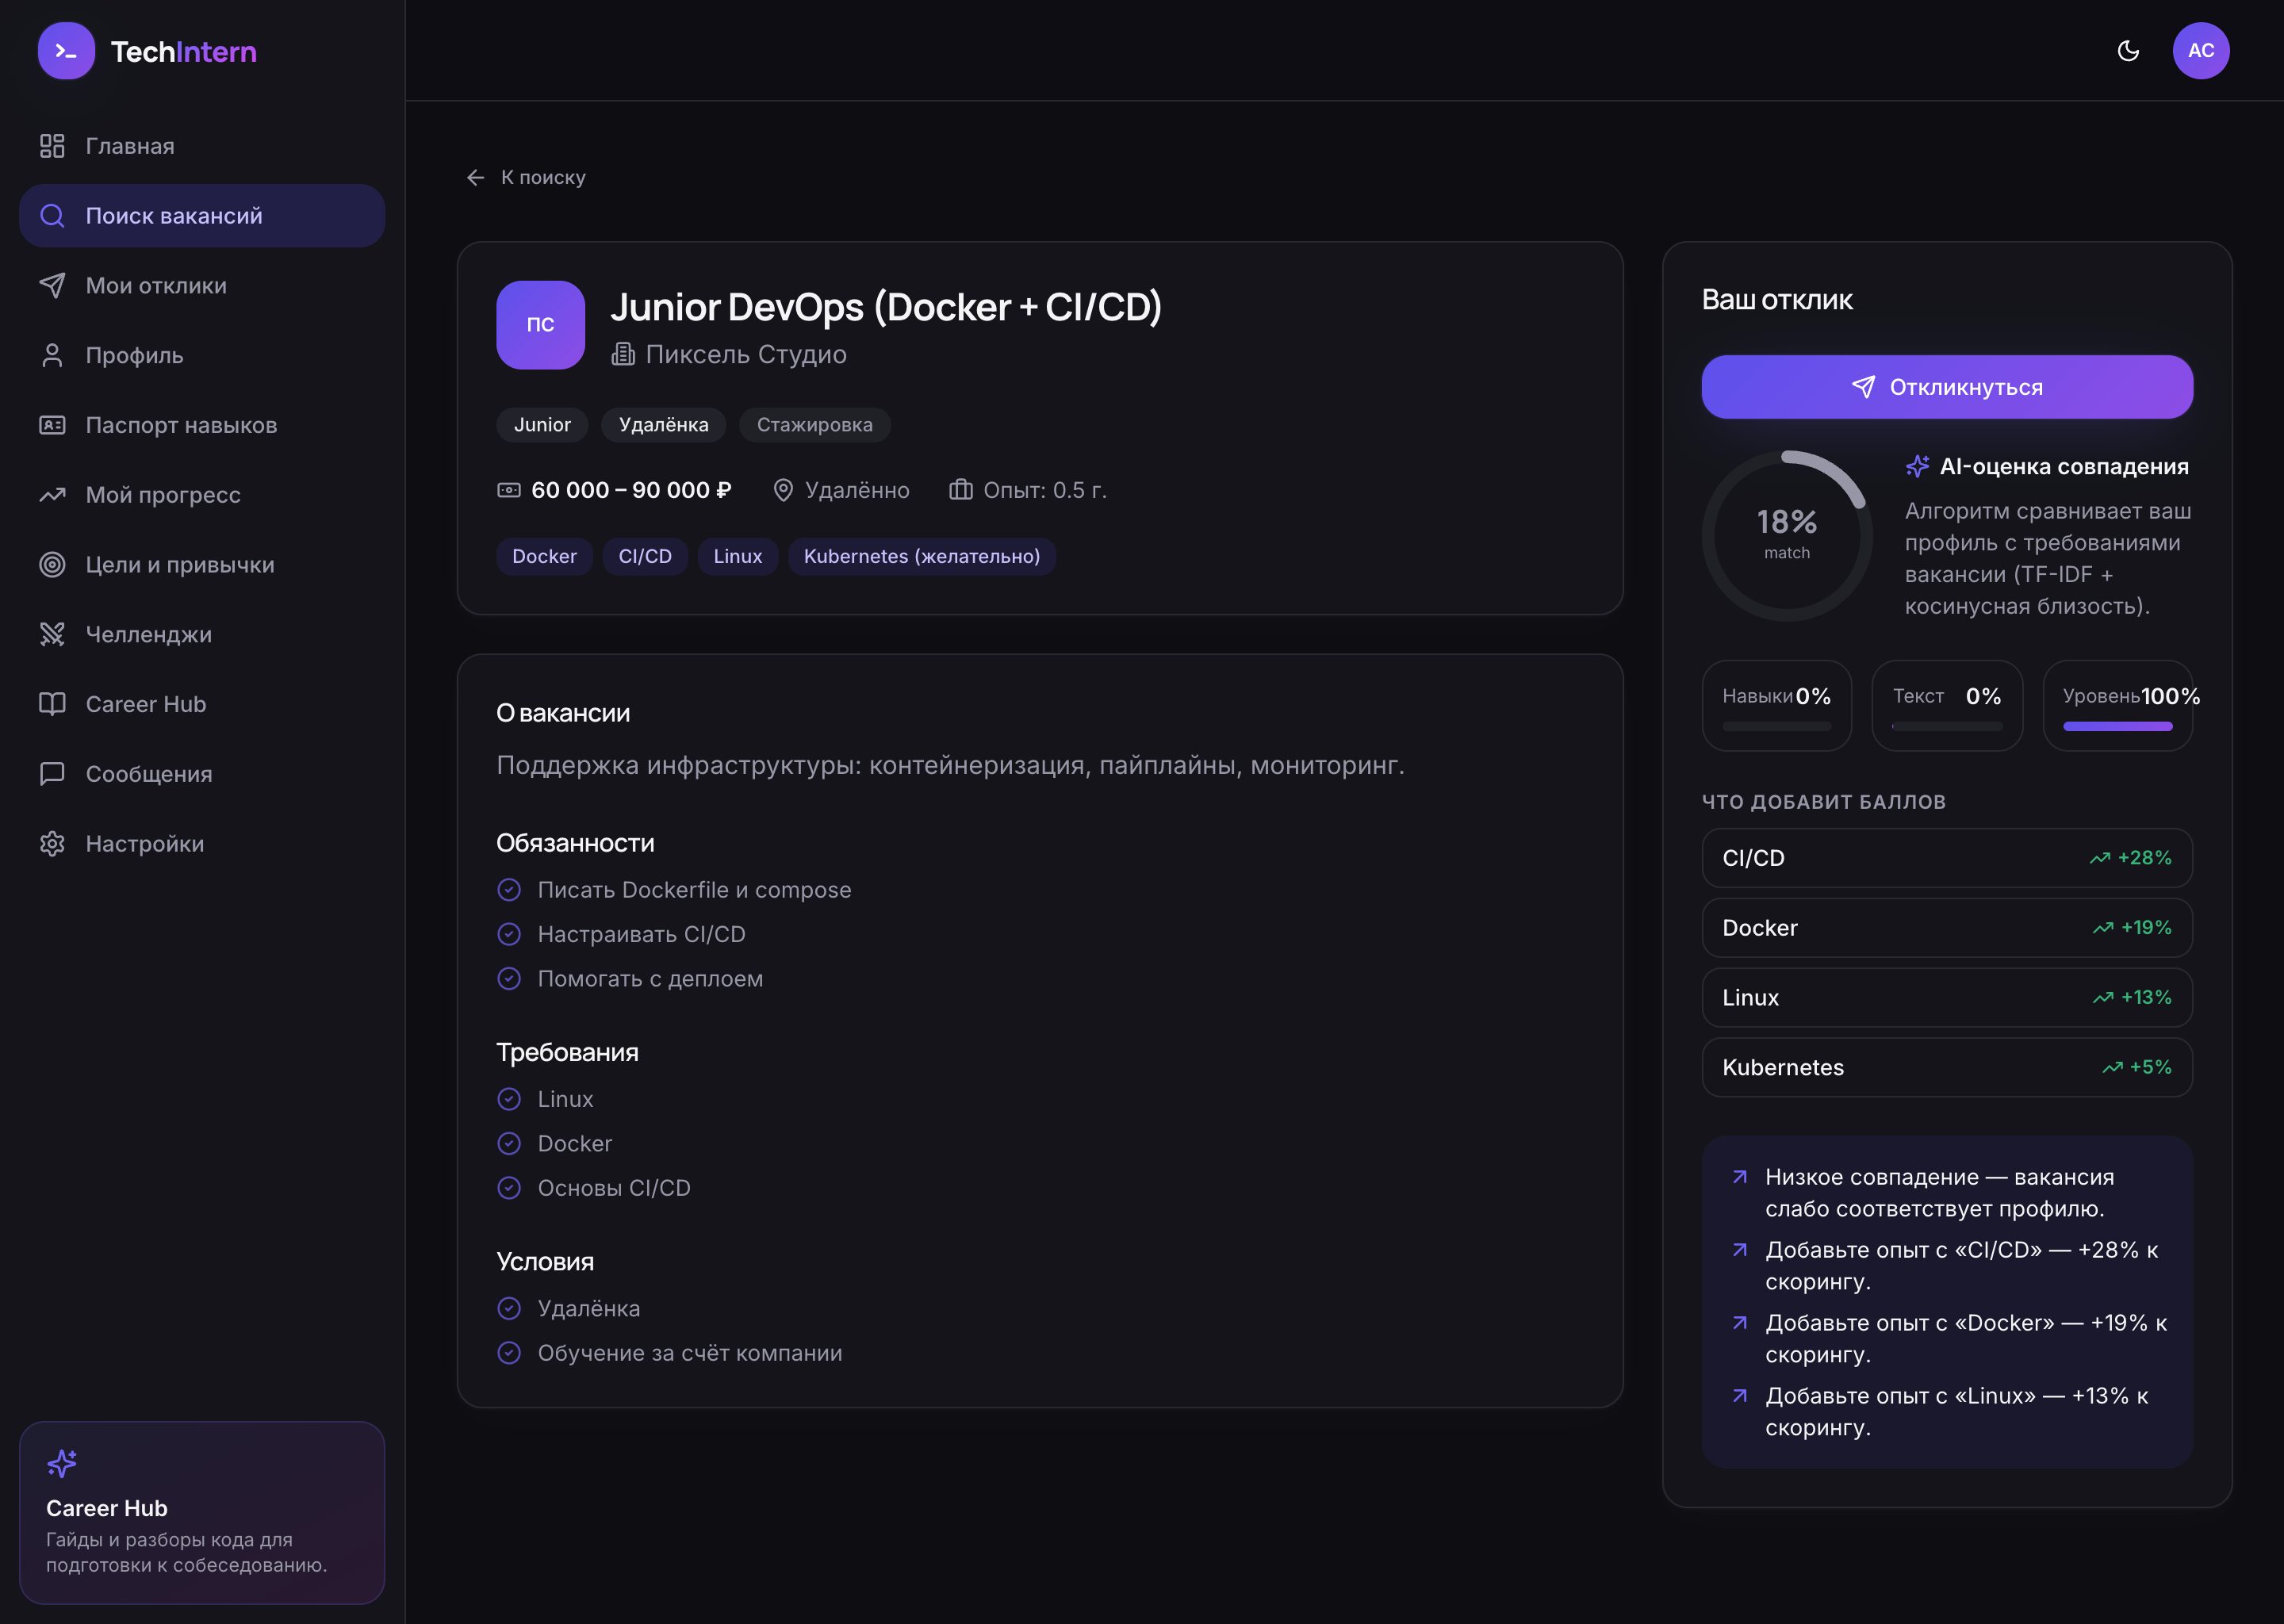 TechIntern
AC
Главная
Поиск вакансий
Мои отклики
Профиль
Паспорт навыков
Мой прогресс
Цели и привычки
Челленджи
Career Hub
Сообщения
Настройки
Career Hub
Гайды и разборы кода для
подготовки к собеседованию.
К поиску
ПС
Junior DevOps (Docker + CI/CD)
Пиксель Студио
Junior Удалёнка Стажировка
60 000 – 90 000 ₽ Удалённо Опыт: 0.5 г.
Docker CI/CD Linux Kubernetes (желательно)
О вакансии
Поддержка инфраструктуры: контейнеризация, пайплайны, мониторинг.
Обязанности
Писать Dockerfile и compose
Настраивать CI/CD
Помогать с деплоем
Требования
Linux
Docker
Основы CI/CD
Условия
Удалёнка
Обучение за счёт компании
Ваш отклик
Откликнуться
18%
match
AI-оценка совпадения
Алгоритм сравнивает ваш
профиль с требованиями
вакансии (TF-IDF +
косинусная близость).
Навыки 0% Текст 0% Уровень 100%
ЧТО ДОБАВИТ БАЛЛОВ
CI/CD +28%
Docker +19%
Linux +13%
Kubernetes +5%
Низкое совпадение — вакансия
слабо соответствует профилю.
Добавьте опыт с «CI/CD» — +28% к
скорингу.
Добавьте опыт с «Docker» — +19% к
скорингу.
Добавьте опыт с «Linux» — +13% к
скорингу.